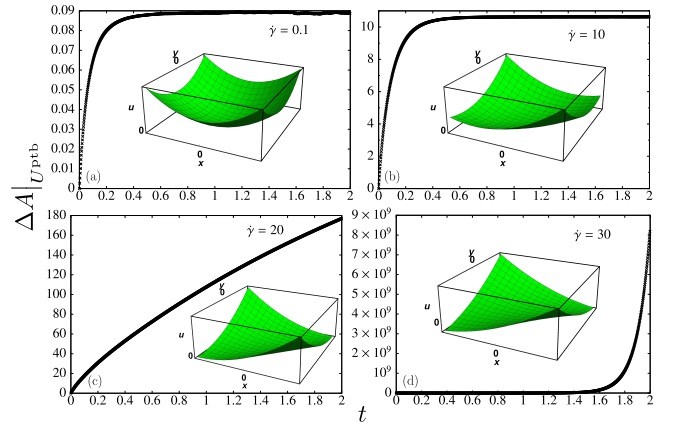 ΔA|_{U^{ptb}}
0.09
0.08
0.07
0.06
0.05
0.04
0.03
0.02
0.01
0.00
0 0.2 0.4 0.6 0.8 1 1.2 1.4 1.6 1.8 2
γ̇ = 0.1
(a)
y
0
u
0
0
x
10
8
6
4
2
0
0 0.2 0.4 0.6 0.8 1 1.2 1.4 1.6 1.8 2
γ̇ = 10
(b)
y
0
u
0
0
x
180
160
140
120
100
80
60
40
20
0
0 0.2 0.4 0.6 0.8 1 1.2 1.4 1.6 1.8 2
γ̇ = 20
(c)
y
0
u
0
0
x
9 × 10⁹
8 × 10⁹
7 × 10⁹
6 × 10⁹
5 × 10⁹
4 × 10⁹
3 × 10⁹
2 × 10⁹
1 × 10⁹
0
0 0.2 0.4 0.6 0.8 1 1.2 1.4 1.6 1.8 2
γ̇ = 30
(d)
y
0
u
0
0
x
t